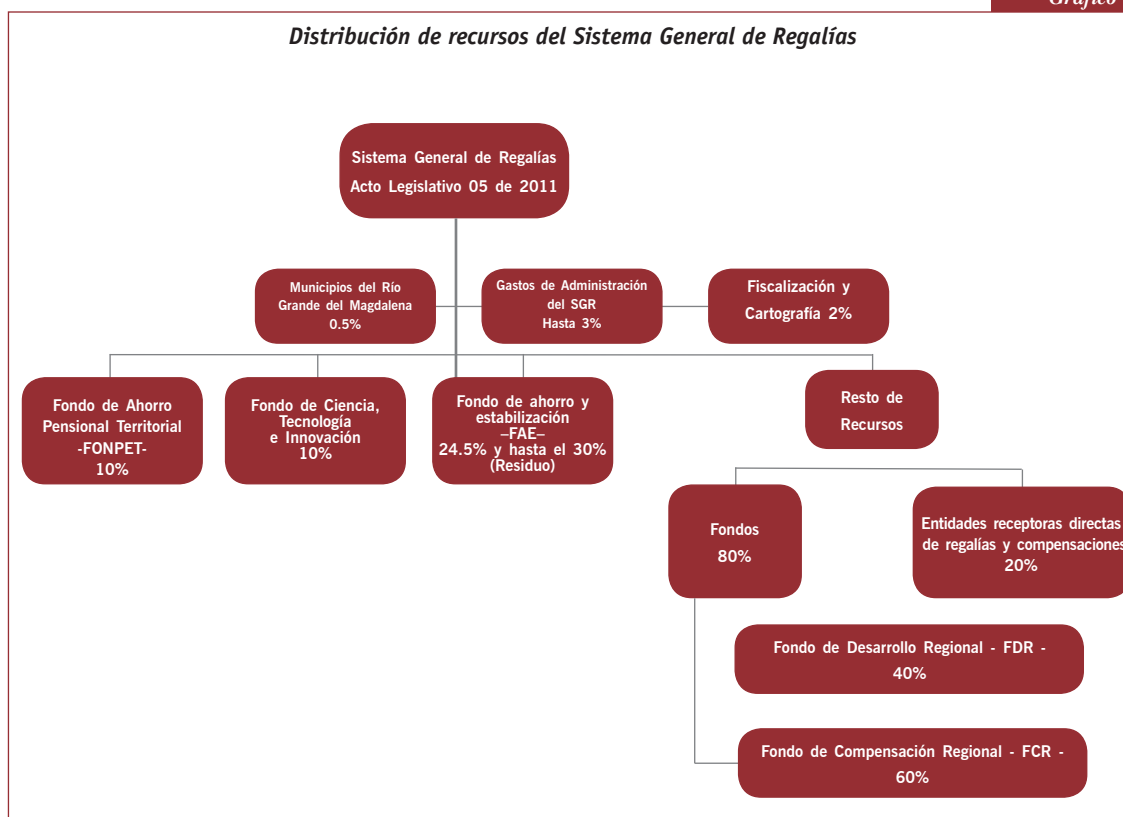 Gráfico
Distribución de recursos del Sistema General de Regalías
Sistema General de Regalías
Acto Legislativo 05 de 2011
Municipios del Río
Grande del Magdalena
0.5%
Gastos de Administración
del SGR
Hasta 3%
Fiscalización y
Cartografía 2%
Fondo de Ahorro
Pensional Territorial
-FONPET-
10%
Fondo de Ciencia,
Tecnología
e Innovación
10%
Fondo de ahorro y
estabilización
–FAE–
24.5% y hasta el 30%
(Residuo)
Resto de
Recursos
Fondos
80%
Entidades receptoras directas
de regalías y compensaciones
20%
Fondo de Desarrollo Regional - FDR -
40%
Fondo de Compensación Regional - FCR -
60%